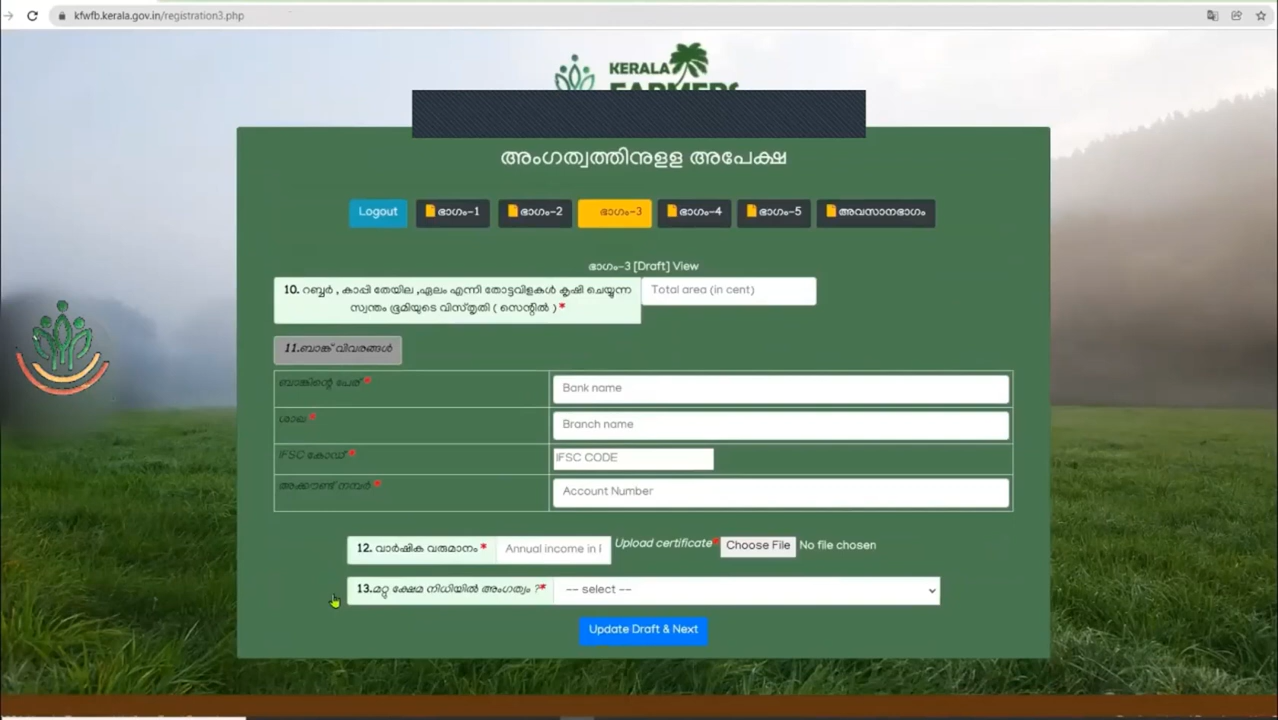 kfwfb.kerala.gov.in/registration3.php
KERALA
FARMERS
അംഗത്വത്തിനുളള അപേക്ഷ
Logout ഭാഗം-1 ഭാഗം-2 ഭാഗം-3 ഭാഗം-4 ഭാഗം-5 അവസാനഭാഗം
ഭാഗം-3 [Draft] View
10. റബ്ബർ , കാപ്പി തേയില ,ഏലം എന്നി തോട്ടവിളകൾ കൃഷി ചെയ്യുന്ന Total area (in cent)
സ്വന്തം ഭൂമിയുടെ വിസ്തൃതി ( സെന്റിൽ ) *
11.ബാങ്ക് വിവരങ്ങൾ
ബാങ്കിന്റെ പേര് * Bank name
ശാഖ * Branch name
IFSC കോഡ് * IFSC CODE
അക്കൗണ്ട് നമ്പർ * Account Number
12. വാർഷിക വരുമാനം * Annual income in Upload certificate* Choose File No file chosen
13.മറ്റു ക്ഷേമ നിധിയിൽ അംഗത്വം ?* -- select --
Update Draft & Next